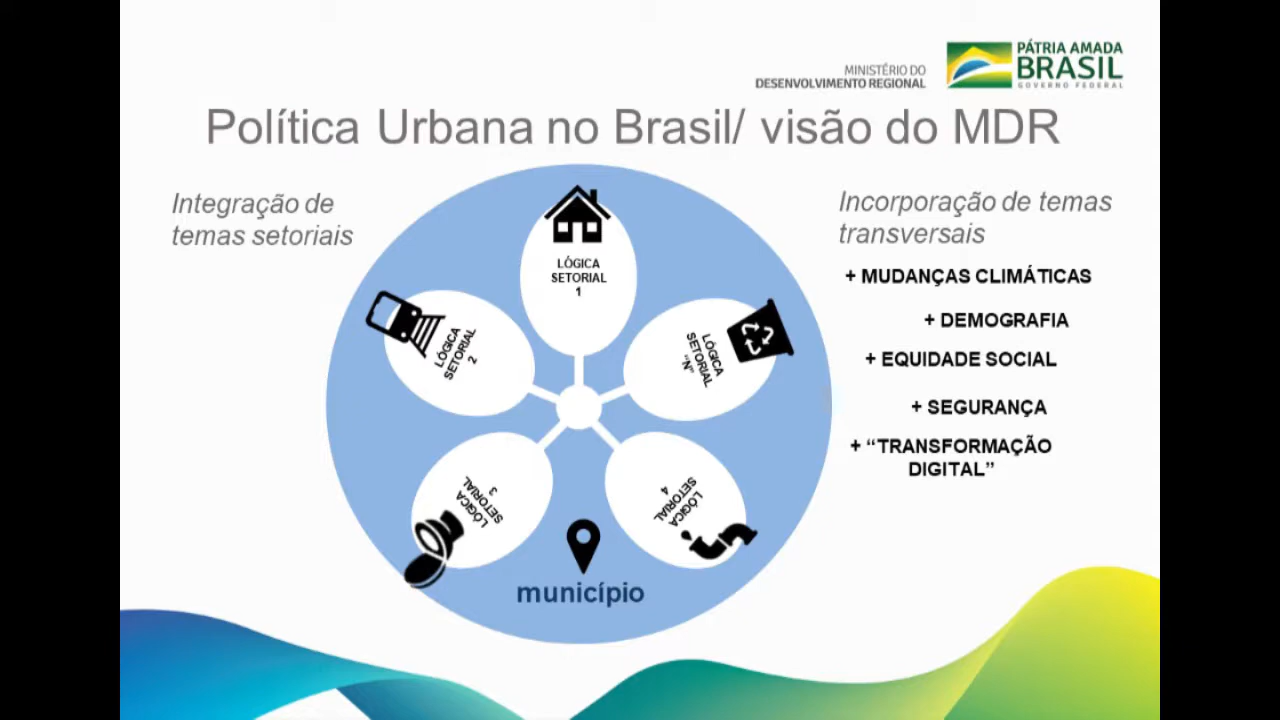 MINISTÉRIO DO
DESENVOLVIMENTO REGIONAL
PÁTRIA AMADA
BRASIL
GOVERNO FEDERAL
Política Urbana no Brasil/ visão do MDR
Integração de
temas setoriais
Incorporação de temas
transversais
+ MUDANÇAS CLIMÁTICAS
+ DEMOGRAFIA
+ EQUIDADE SOCIAL
+ SEGURANÇA
+ “TRANSFORMAÇÃO
DIGITAL”
LÓGICA
SETORIAL
1
LÓGICA
SETORIAL
2
LÓGICA
SETORIAL
“N”
LÓGICA
SETORIAL
3
LÓGICA
SETORIAL
4
município